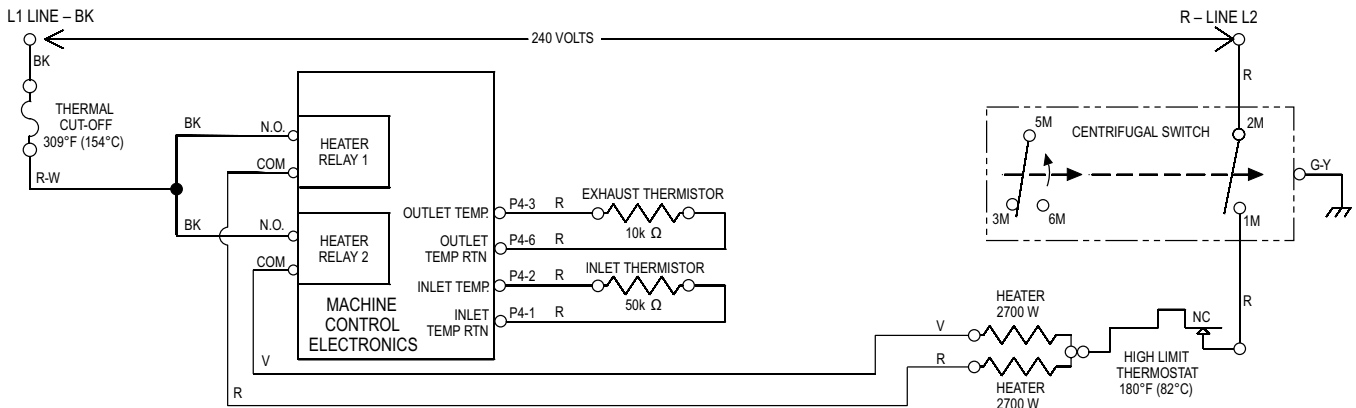 L1 LINE – BK
R – LINE L2
240 VOLTS
BK
R
THERMAL
CUT-OFF
309°F (154°C)
R-W
BK
N.O.
HEATER
RELAY 1
COM
BK
N.O.
HEATER
RELAY 2
COM
MACHINE
CONTROL
ELECTRONICS
OUTLET TEMP.
P4-3
R
EXHAUST THERMISTOR
10k Ω
OUTLET
TEMP RTN
P4-6
R
INLET TEMP.
P4-2
R
INLET THERMISTOR
50k Ω
INLET
TEMP RTN
P4-1
R
5M
CENTRIFUGAL SWITCH
2M
G-Y
3M
6M
1M
R
HEATER
2700 W
V
R
HEATER
2700 W
NC
HIGH LIMIT
THERMOSTAT
180°F (82°C)
V
R